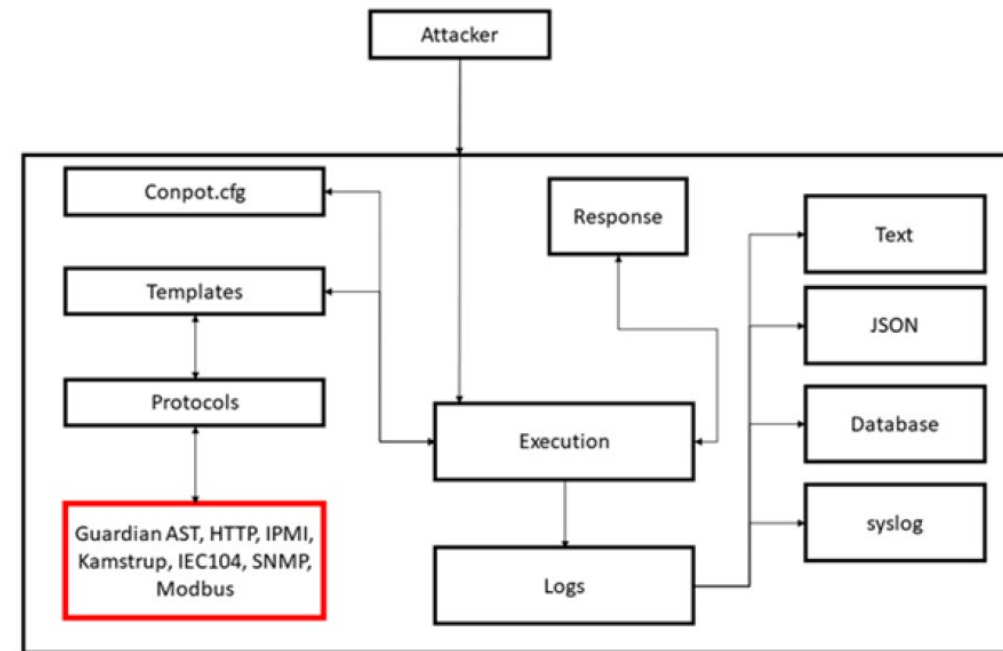 Attacker
Conpot.cfg
Response
Text
Templates
JSON
Protocols
Execution
Database
Guardian AST, HTTP, IPMI,
Kamstrup, IEC104, SNMP,
Modbus
Logs
syslog